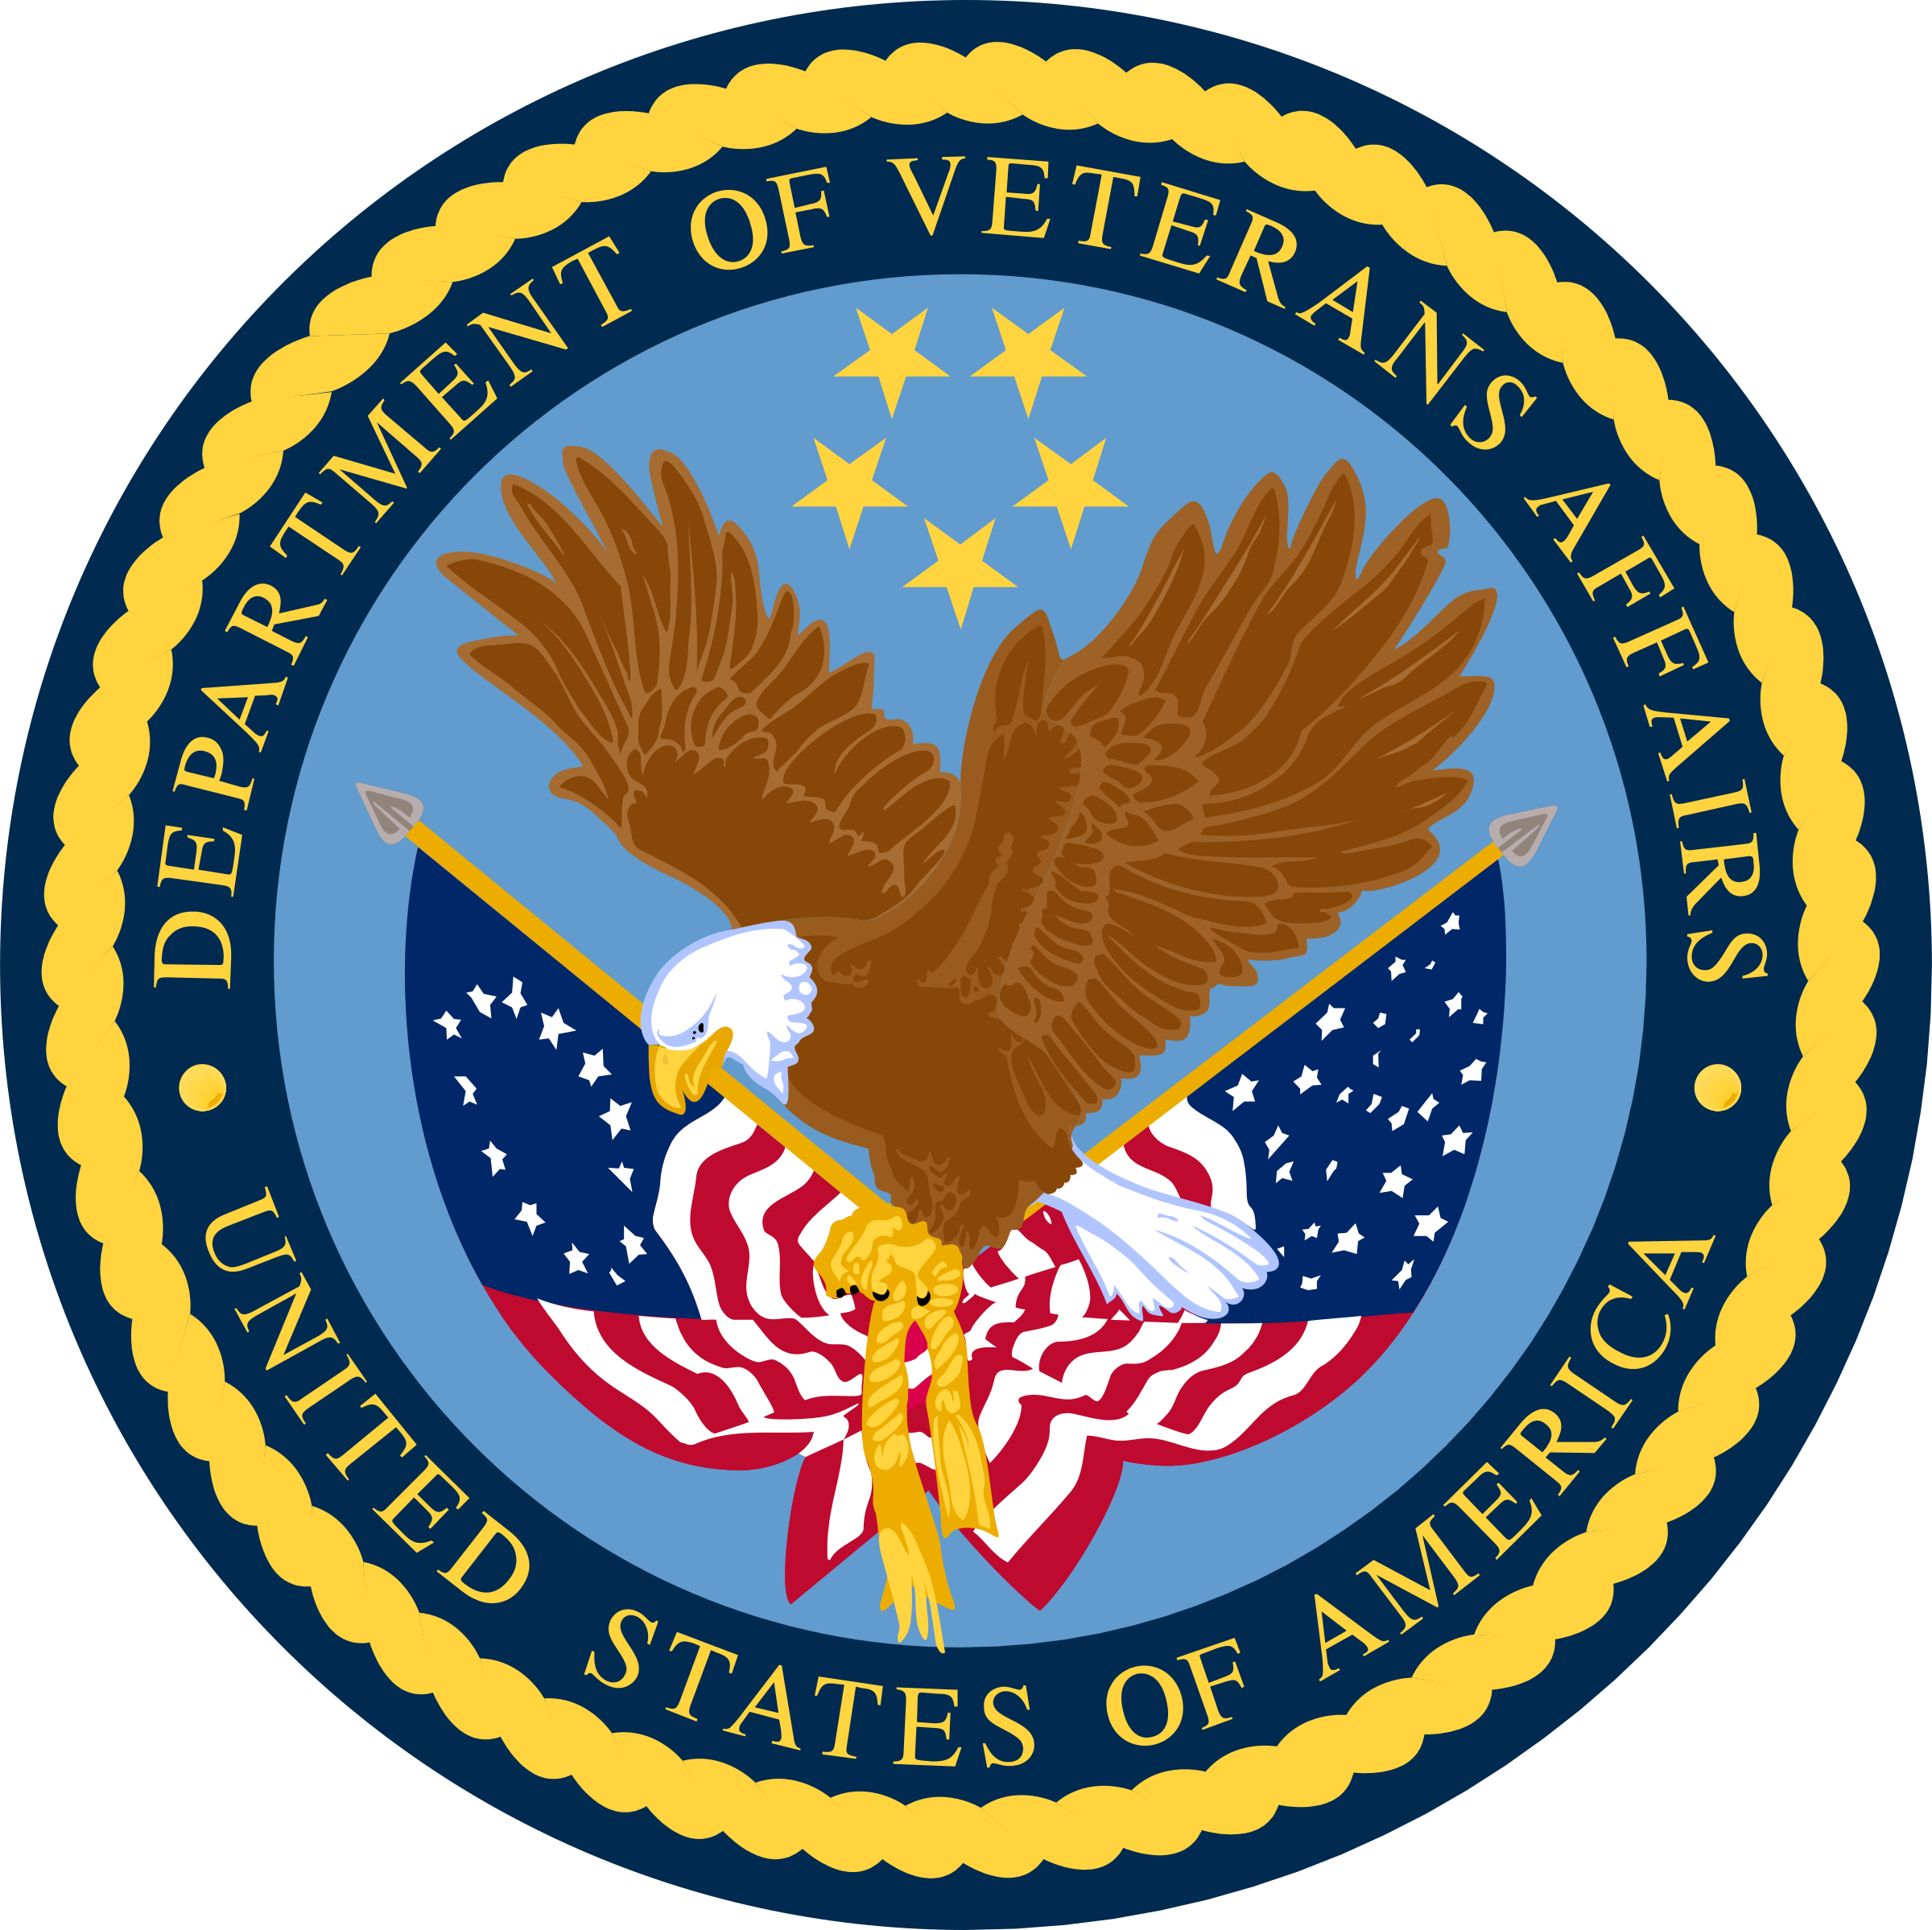 DEPARTMENT OF VETERANS AFFAIRS
UNITED STATES OF AMERICA